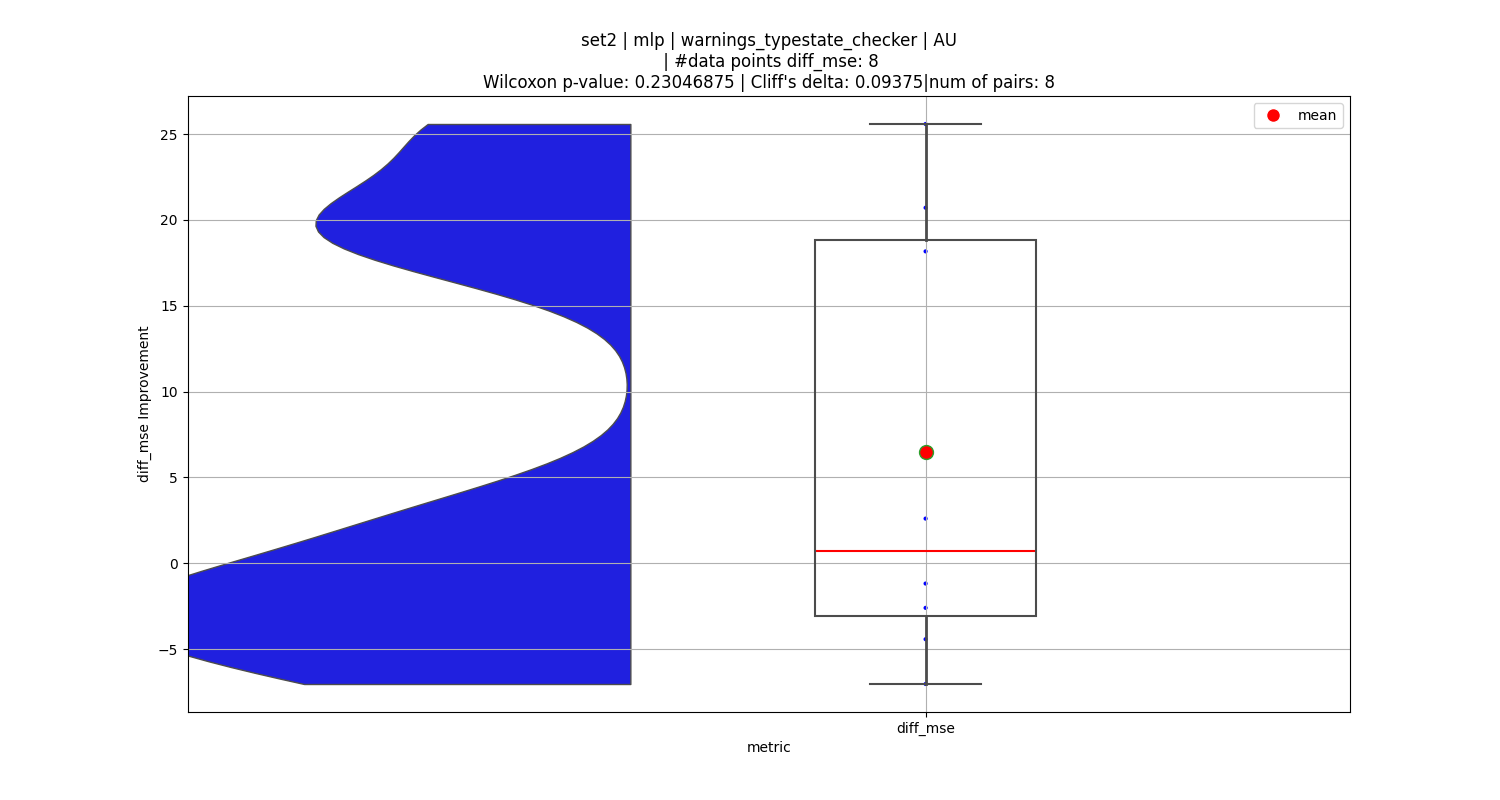 set2 | mlp | warnings_typestate_checker | AU
| #data points diff_mse: 8
Wilcoxon p-value: 0.23046875 | Cliff's delta: 0.09375|num of pairs: 8
mean
25
20
15
10
5
0
−5
diff_mse Improvement
diff_mse
metric